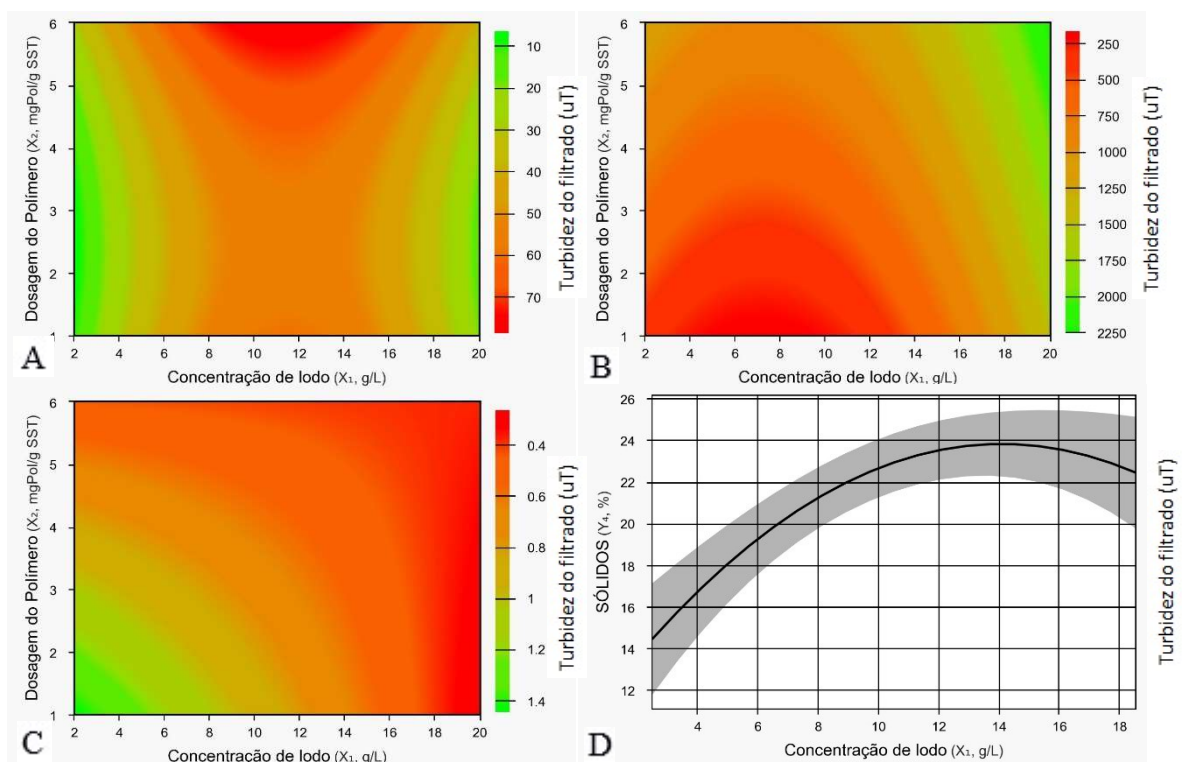 6
5
4
3
2
1
Dosagem do Polímero (X₂, mgPol/g SST)
2 4 6 8 10 12 14 16 18 20
Concentração de lodo (X₁, g/L)
10
20
30
40
50
60
70
Turbidez do filtrado (uT)
A
6
5
4
3
2
1
Dosagem do Polímero (X₂, mgPol/g SST)
2 4 6 8 10 12 14 16 18 20
Concentração de lodo (X₁, g/L)
250
500
750
1000
1250
1500
1750
2000
2250
Turbidez do filtrado (uT)
B
6
5
4
3
2
1
Dosagem do Polímero (X₂, mgPol/g SST)
2 4 6 8 10 12 14 16 18 20
Concentração de lodo (X₁, g/L)
0.4
0.6
0.8
1
1.2
1.4
Turbidez do filtrado (uT)
C
26
24
22
20
18
16
14
12
SÓLIDOS (Y₄, %)
4 6 8 10 12 14 16 18
Concentração de lodo (X₁, g/L)
Turbidez do filtrado (uT)
D